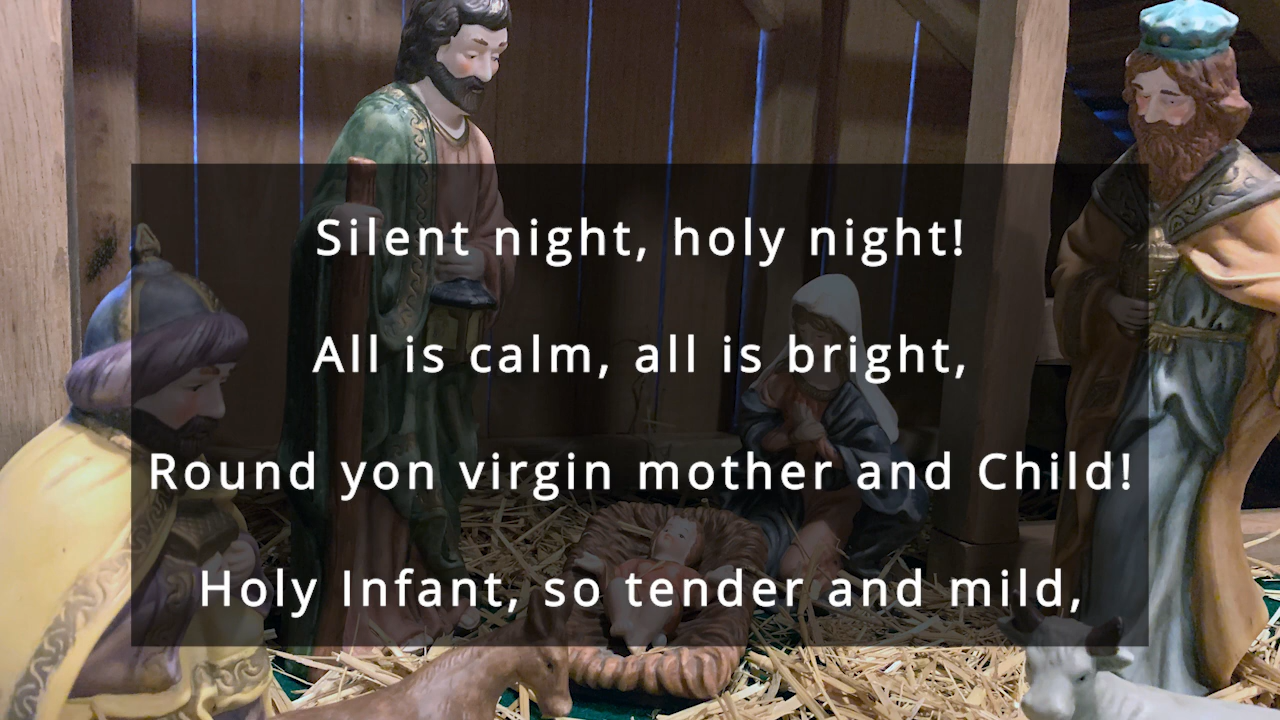 Silent night, holy night!
All is calm, all is bright,
Round yon virgin mother and Child!
Holy Infant, so tender and mild,